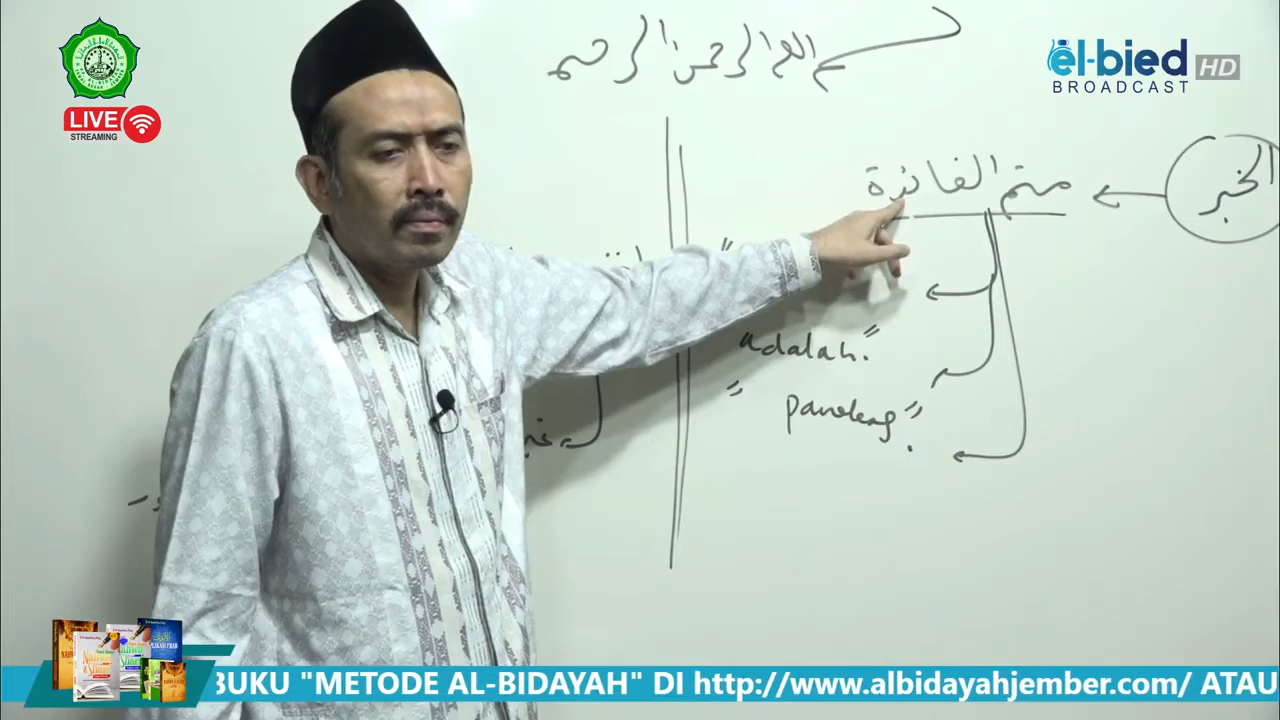 LIVE
STREAMING
el-bied HD
BROADCAST
بسم الله الرحمن الرحيم
الخبر
متم الفائدة
"adalah"
BUKU "METODE AL-BIDAYAH" DI http://www.albidayahjember.com/ ATAU